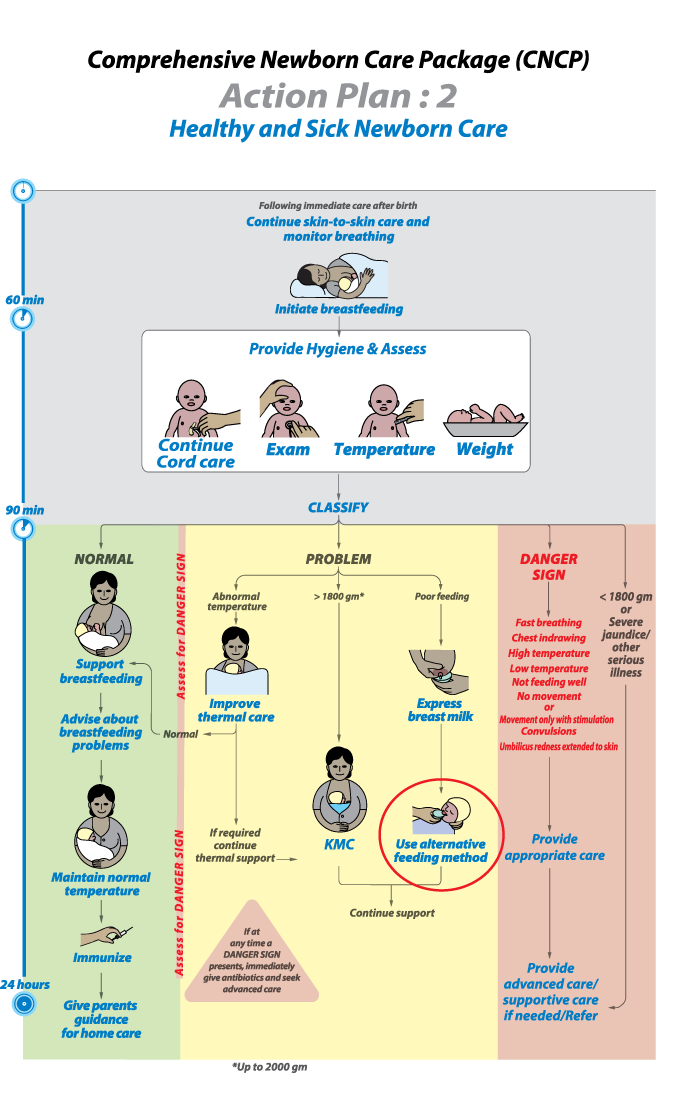 Comprehensive Newborn Care Package (CNCP)
Action Plan : 2
Healthy and Sick Newborn Care
Following immediate care after birth
Continue skin-to-skin care and
monitor breathing
Initiate breastfeeding
60 min
Provide Hygiene & Assess
Continue
Cord care
Exam
Temperature
Weight
90 min
CLASSIFY
NORMAL
Support
breastfeeding
Advise about
breastfeeding
problems
Maintain normal
temperature
Immunize
Give parents
guidance
for home care
Assess for DANGER SIGN
Assess for DANGER SIGN
PROBLEM
Abnormal
temperature
Improve
thermal care
Normal
If required
continue
thermal support
> 1800 gm*
KMC
Poor feeding
Express
breast milk
Use alternative
feeding method
Continue support
If at
any time a
DANGER SIGN
presents, immediately
give antibiotics and seek
advanced care
DANGER
SIGN
Fast breathing
Chest indrawing
High temperature
Low temperature
Not feeding well
No movement
or
Movement only with stimulation
Convulsions
Umbilicus redness extended to skin
Provide
appropriate care
Provide
advanced care/
supportive care
if needed/Refer
< 1800 gm
or
Severe
jaundice/
other
serious
illness
24 hours
*Up to 2000 gm